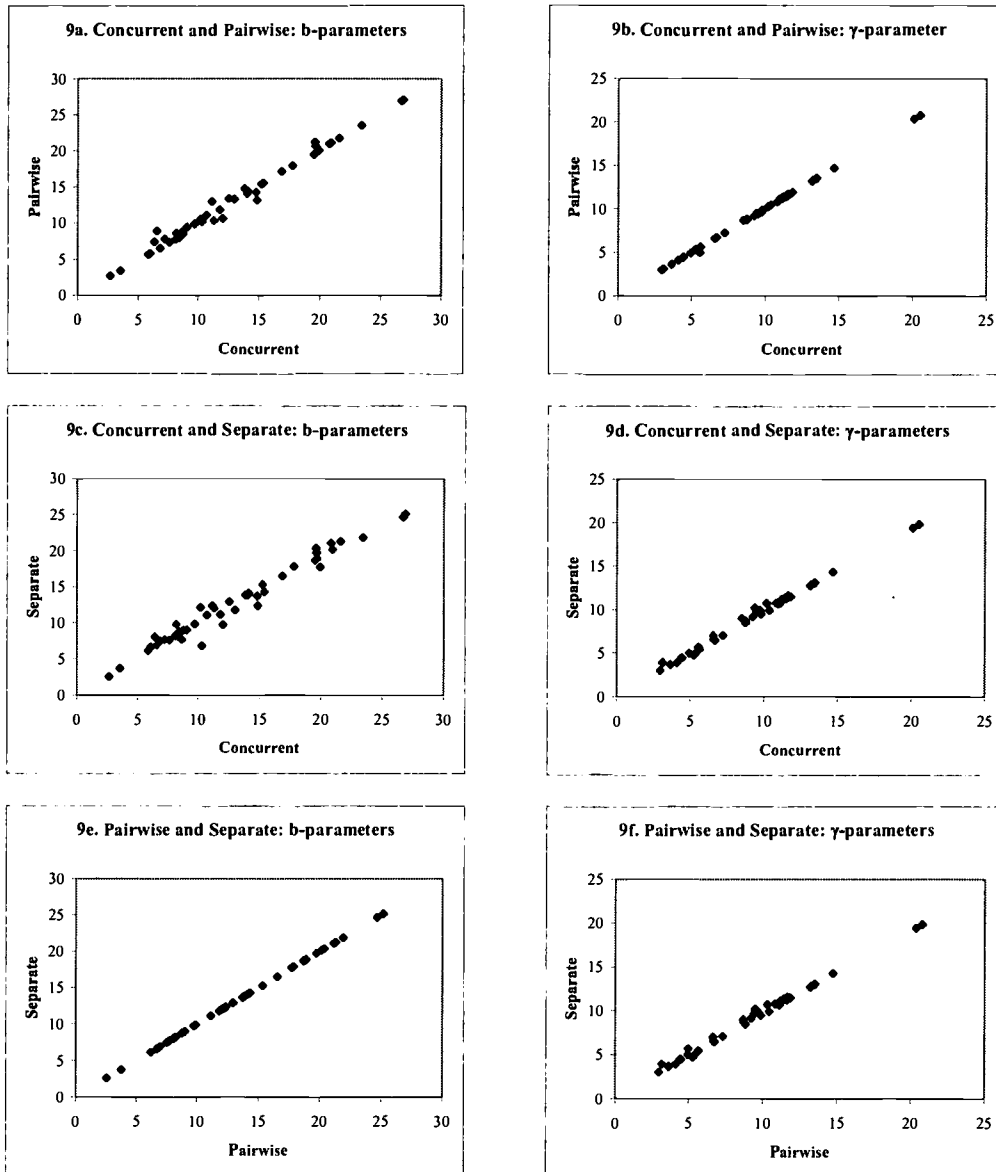 9a. Concurrent and Pairwise: b-parameters
30
25
20
15
10
5
0
Pairwise
0 5 10 15 20 25 30
Concurrent
9b. Concurrent and Pairwise: γ-parameter
25
20
15
10
5
0
Pairwise
0 5 10 15 20 25
Concurrent
9c. Concurrent and Separate: b-parameters
30
25
20
15
10
5
0
Separate
0 5 10 15 20 25 30
Concurrent
9d. Concurrent and Separate: γ-parameters
25
20
15
10
5
0
Separate
0 5 10 15 20 25
Concurrent
9e. Pairwise and Separate: b-parameters
30
25
20
15
10
5
0
Separate
0 5 10 15 20 25 30
Pairwise
9f. Pairwise and Separate: γ-parameters
25
20
15
10
5
0
Separate
0 5 10 15 20 25
Pairwise